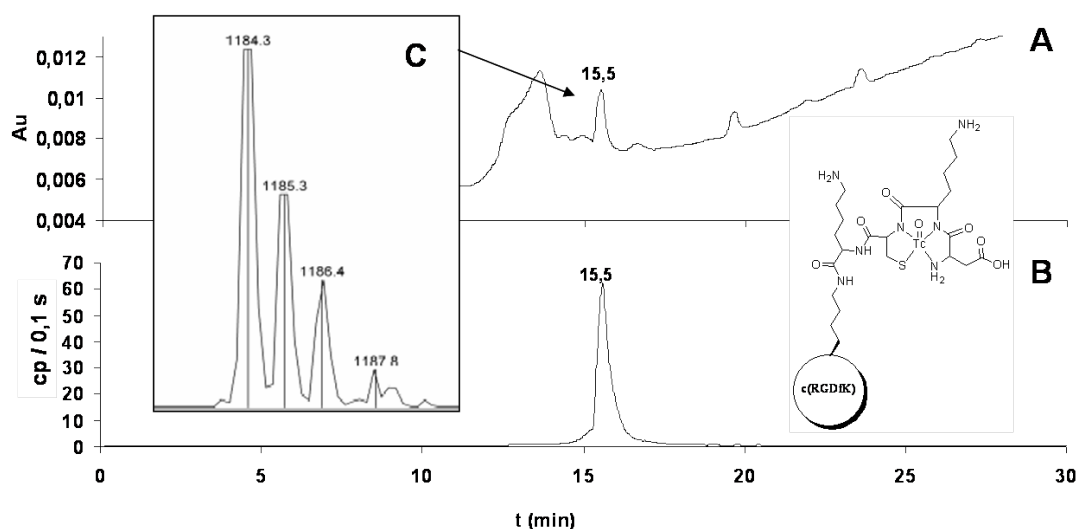 1184.3
1185.3
1186.4
1187 8
C
A
15,5
0,012
0,01
0,008
0,006
0,004
Au
NH₂
H₂N
O
O
N
O
N
O
Tc
O
NH
S
N
H₂
O
OH
O
NH
c(RGDfK)
B
15,5
70
60
50
40
30
20
10
0
cp / 0,1 s
0
5
10
15
20
25
30
t (min)